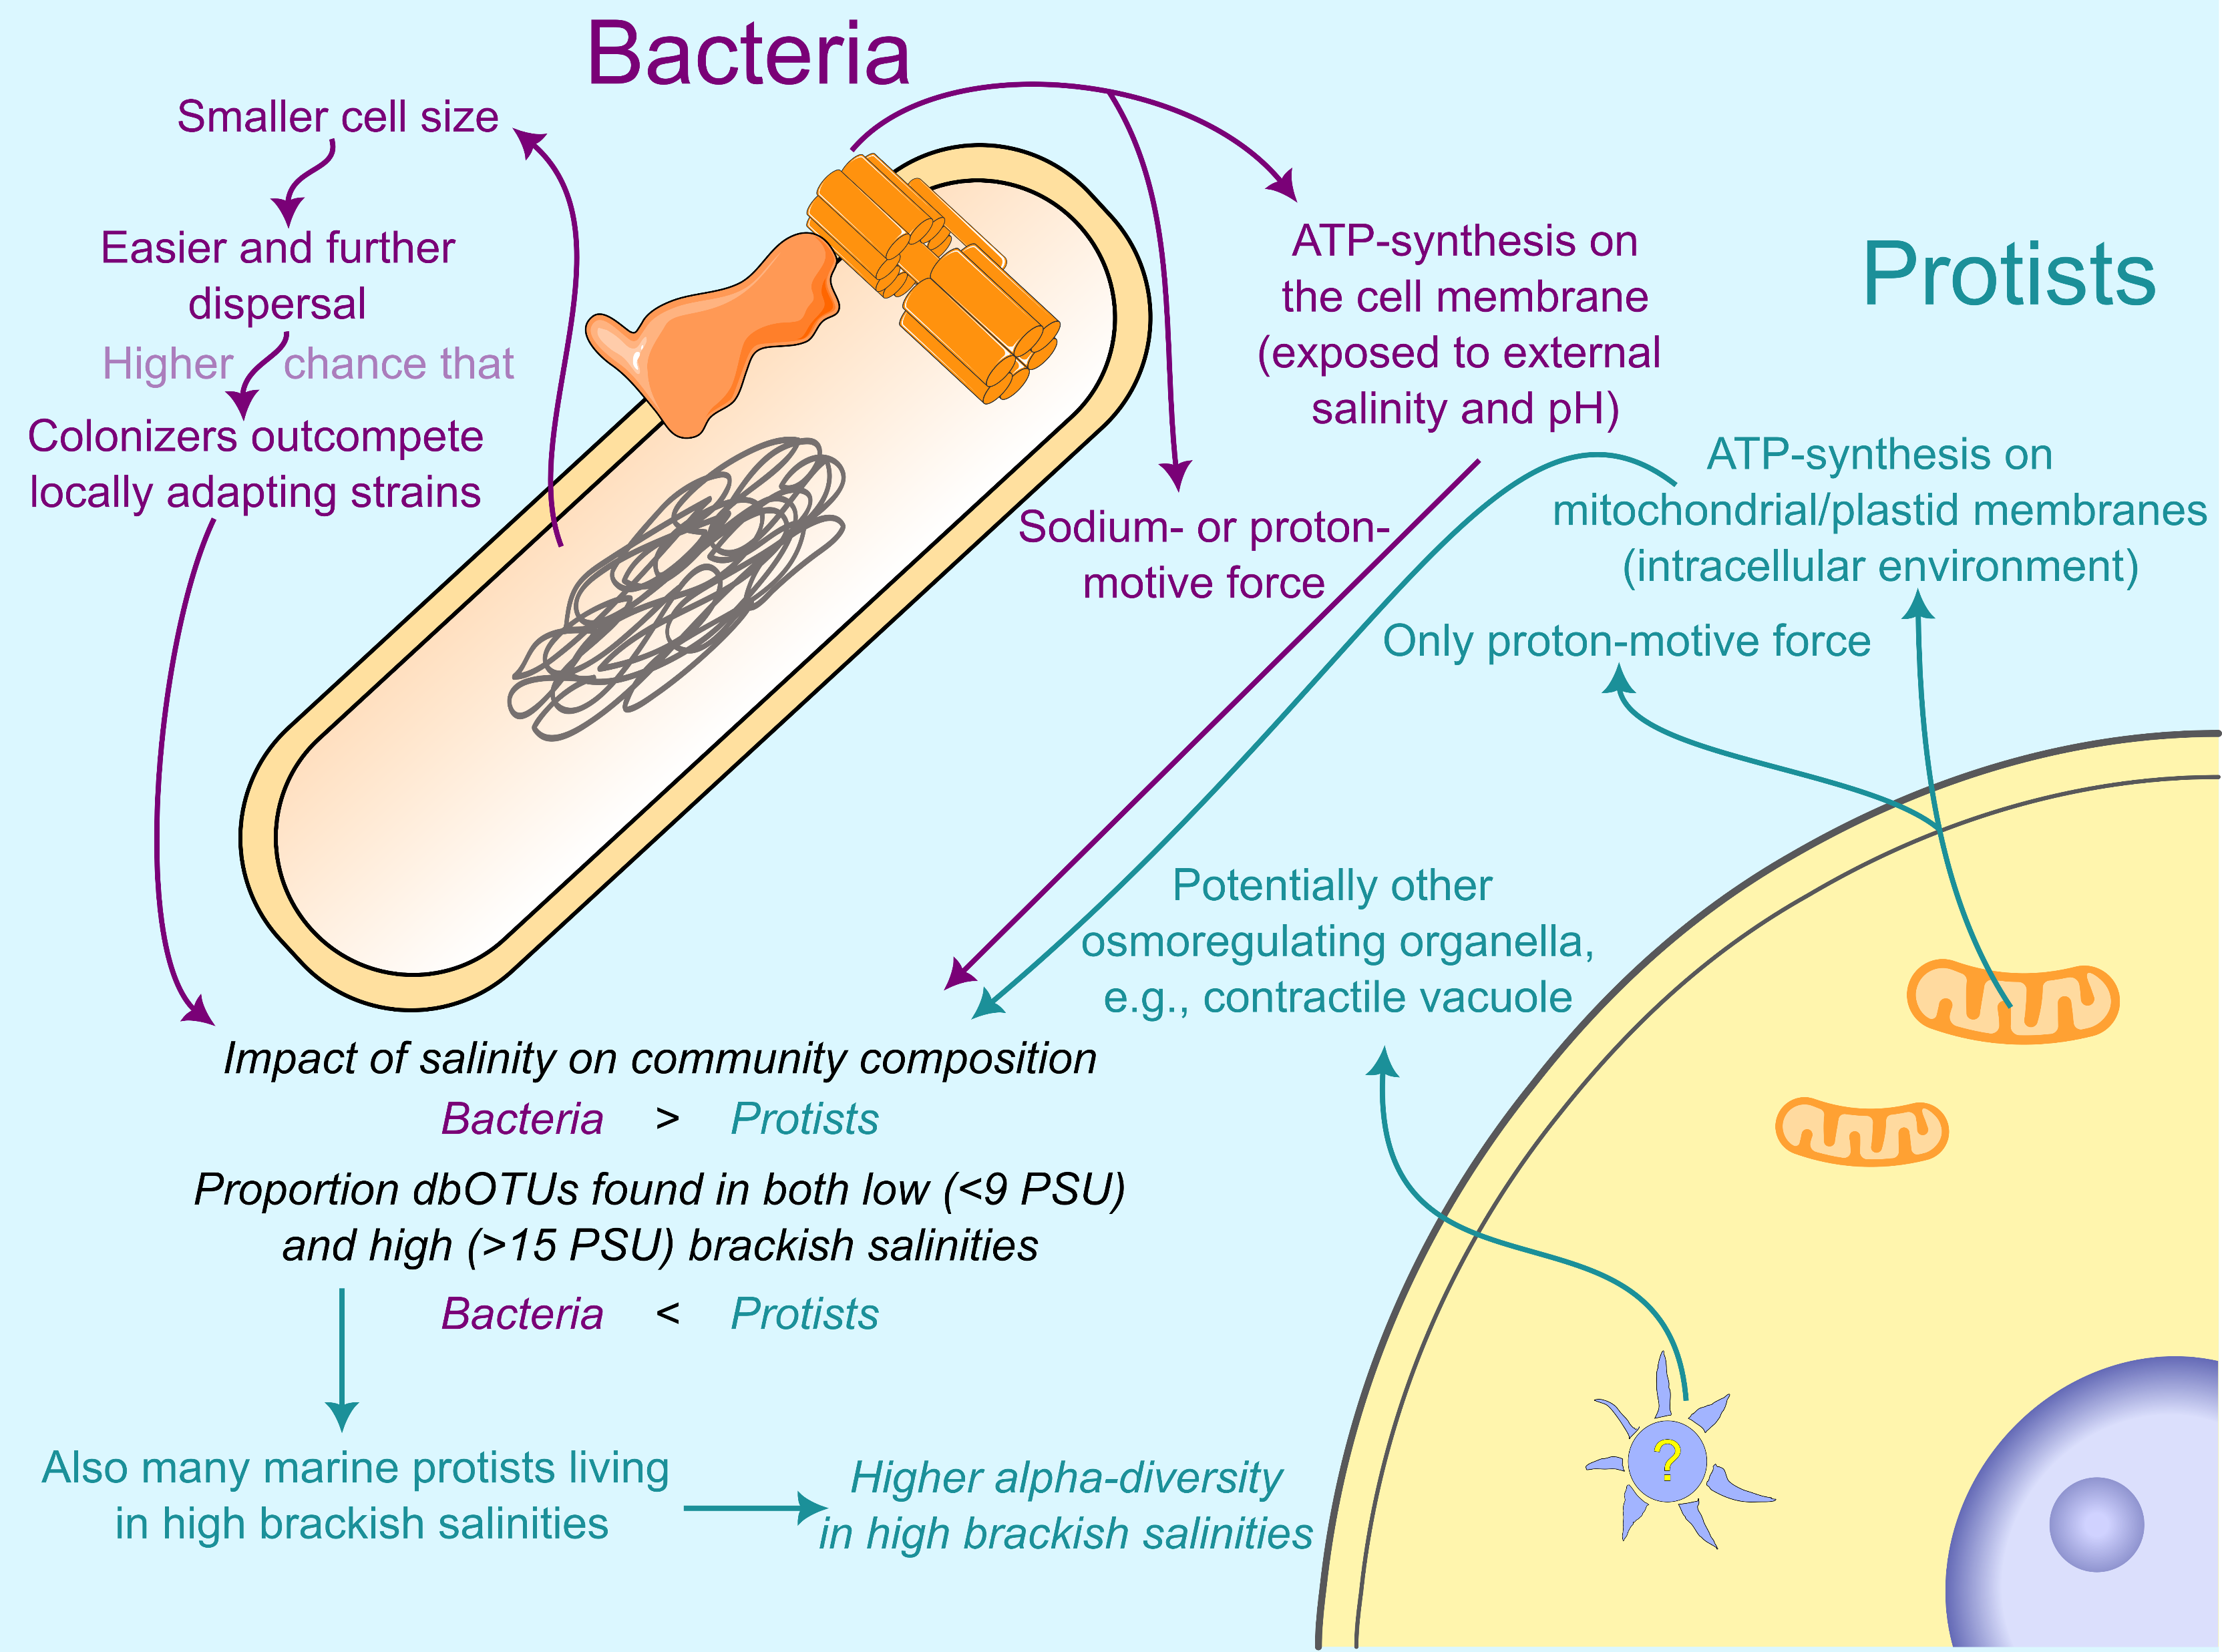 Bacteria
Smaller cell size
Easier and further
dispersal
Higher chance that
Colonizers outcompete
locally adapting strains
ATP-synthesis on
the cell membrane
(exposed to external
salinity and pH)
Sodium- or proton-
motive force
Protists
ATP-synthesis on
mitochondrial/plastid membranes
(intracellular environment)
Only proton-motive force
Potentially other
osmoregulating organella,
e.g., contractile vacuole
?
Impact of salinity on community composition
Bacteria > Protists
Proportion dbOTUs found in both low (<9 PSU)
and high (>15 PSU) brackish salinities
Bacteria < Protists
Also many marine protists living
in high brackish salinities
Higher alpha-diversity
in high brackish salinities